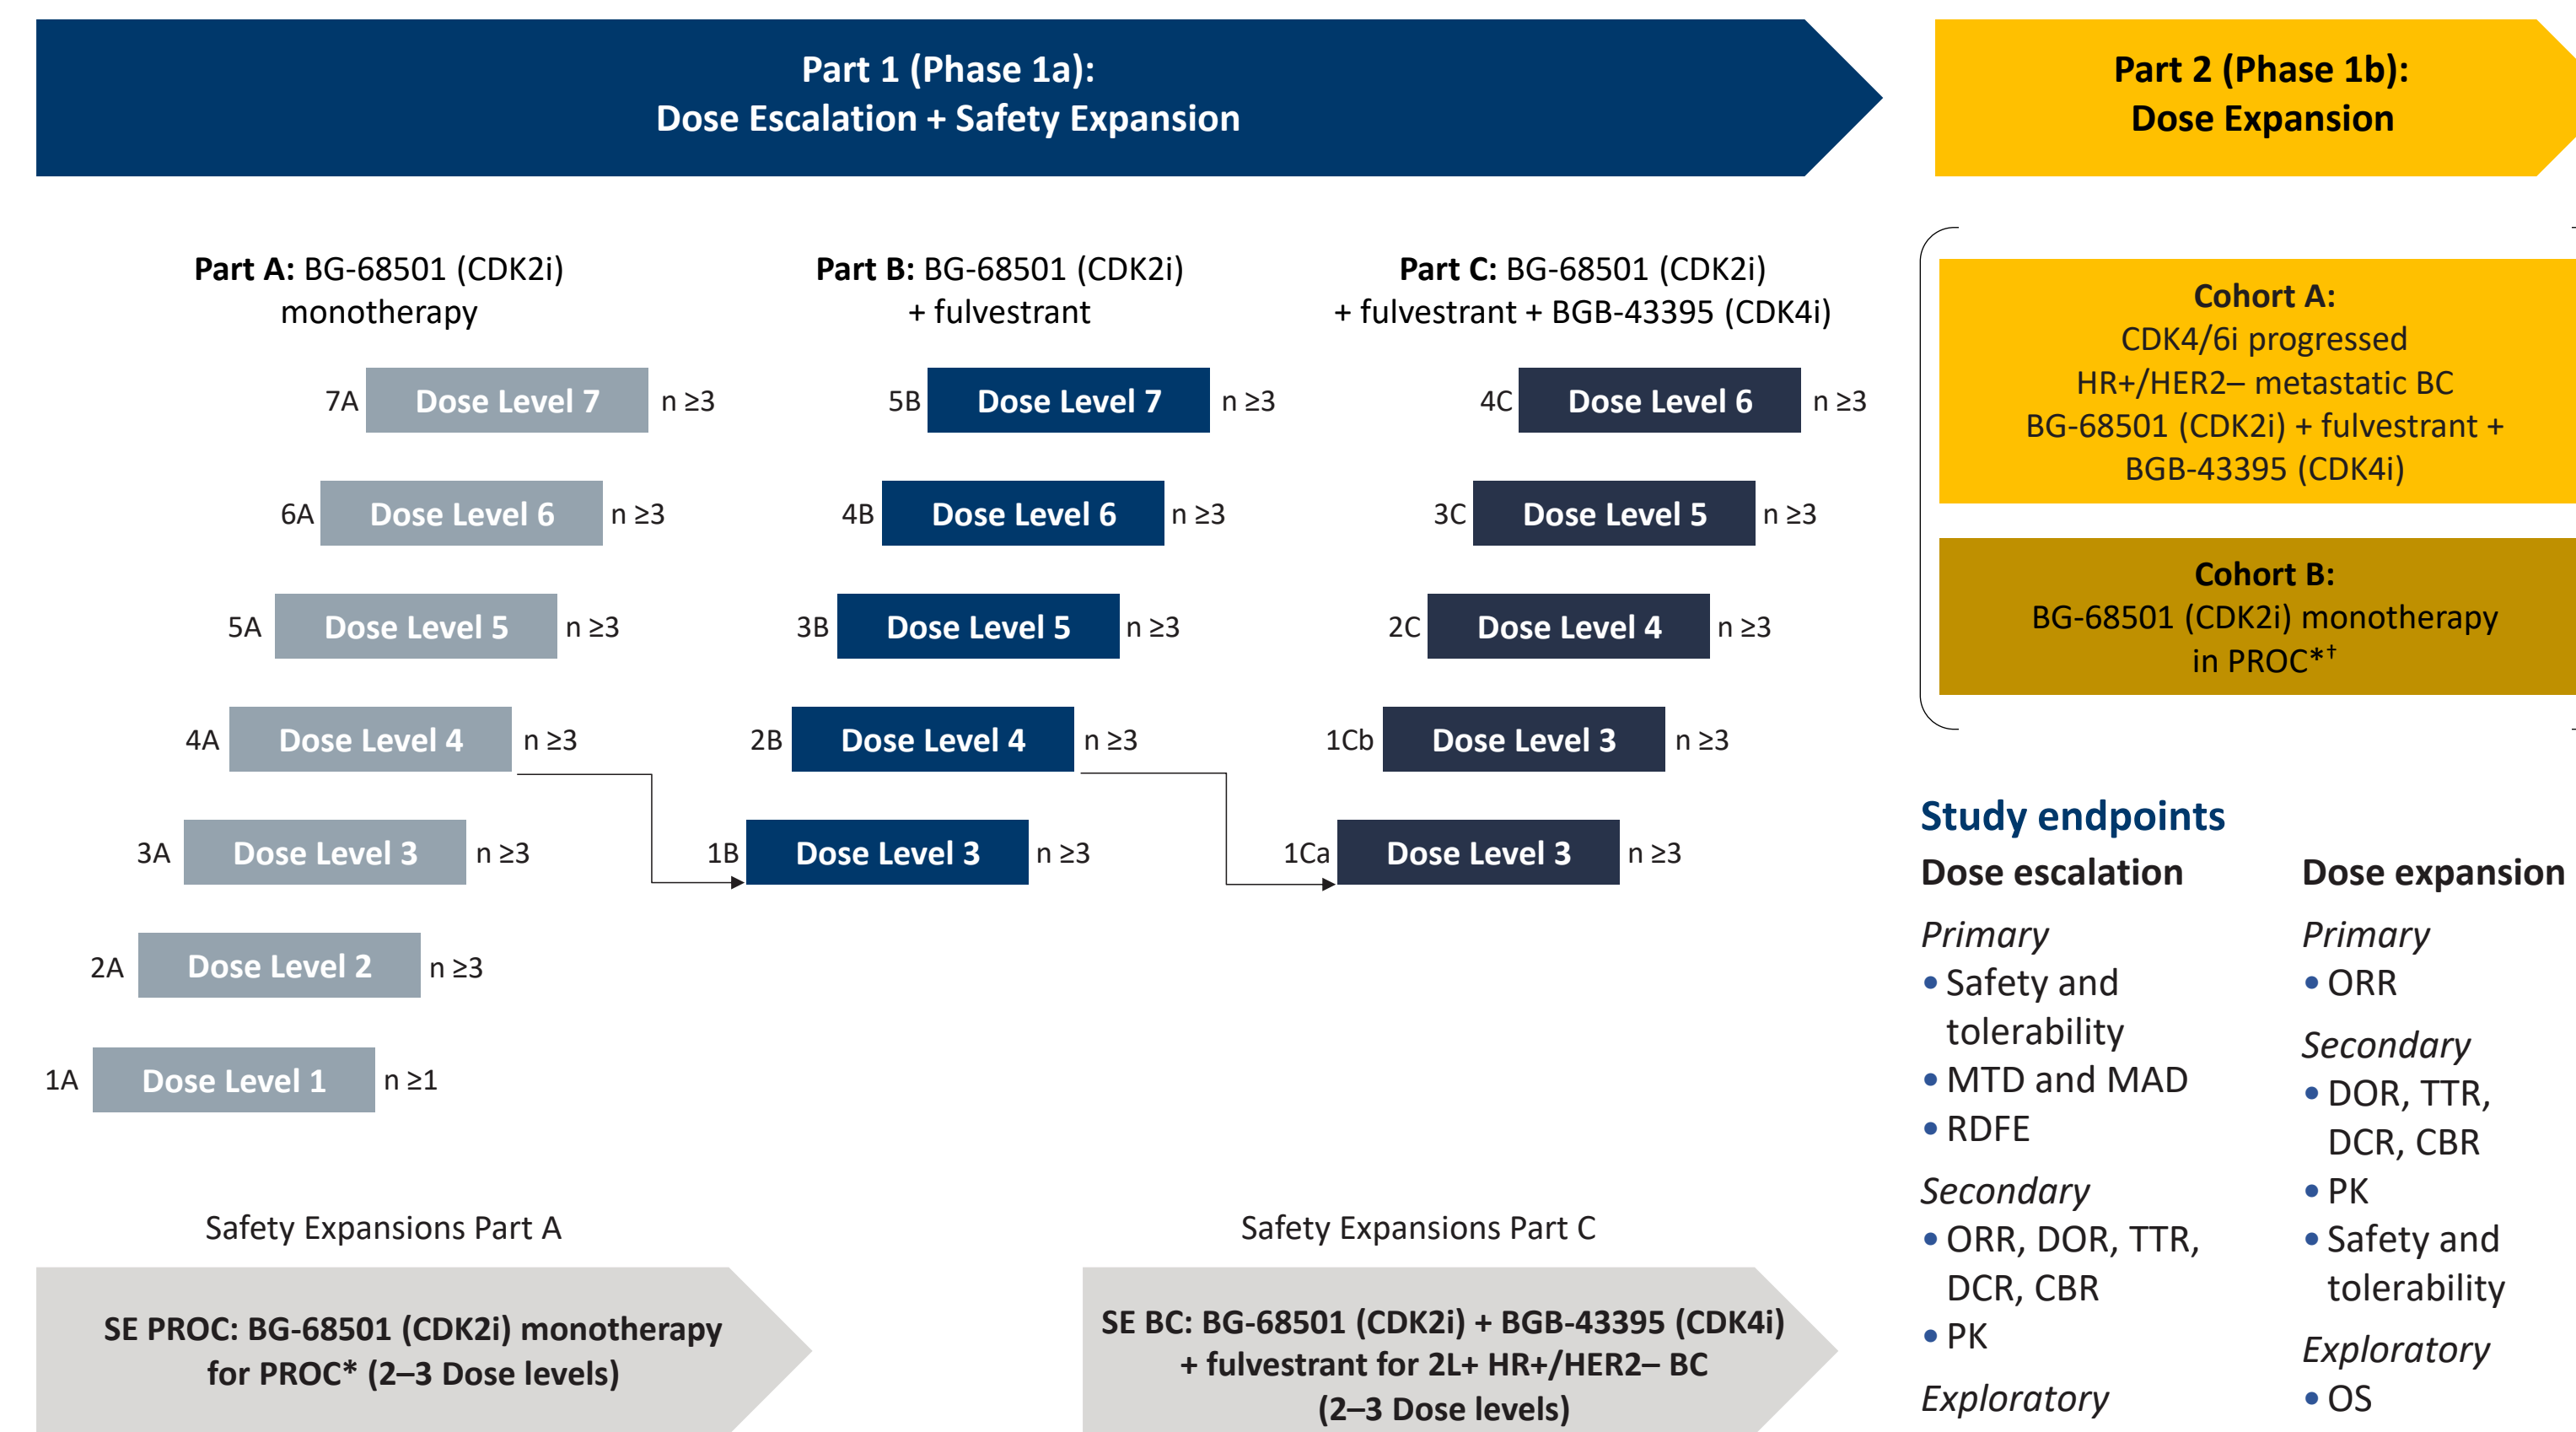 Part 1 (Phase 1a):
Dose Escalation + Safety Expansion
Part 2 (Phase 1b):
Dose Expansion
Part A: BG-68501 (CDK2i)
monotherapy
7A Dose Level 7 n ≥3
6A Dose Level 6 n ≥3
5A Dose Level 5 n ≥3
4A Dose Level 4 n ≥3
3A Dose Level 3 n ≥3
2A Dose Level 2 n ≥3
1A Dose Level 1 n ≥1
Part B: BG-68501 (CDK2i)
+ fulvestrant
5B Dose Level 7 n ≥3
4B Dose Level 6 n ≥3
3B Dose Level 5 n ≥3
2B Dose Level 4 n ≥3
1B Dose Level 3 n ≥3
Part C: BG-68501 (CDK2i)
+ fulvestrant + BGB-43395 (CDK4i)
4C Dose Level 6 n ≥3
3C Dose Level 5 n ≥3
2C Dose Level 4 n ≥3
1Cb Dose Level 3 n ≥3
1Ca Dose Level 3 n ≥3
Safety Expansions Part A
SE PROC: BG-68501 (CDK2i) monotherapy
for PROC* (2–3 Dose levels)
Safety Expansions Part C
SE BC: BG-68501 (CDK2i) + BGB-43395 (CDK4i)
+ fulvestrant for 2L+ HR+/HER2– BC
(2–3 Dose levels)
Cohort A:
CDK4/6i progressed
HR+/HER2– metastatic BC
BG-68501 (CDK2i) + fulvestrant +
BGB-43395 (CDK4i)
Cohort B:
BG-68501 (CDK2i) monotherapy
in PROC*†
Study endpoints
Dose escalation
Primary
• Safety and
tolerability
• MTD and MAD
• RDFE
Secondary
• ORR, DOR, TTR,
DCR, CBR
• PK
Exploratory
Dose expansion
Primary
• ORR
Secondary
• DOR, TTR,
DCR, CBR
• PK
• Safety and
tolerability
Exploratory
• OS